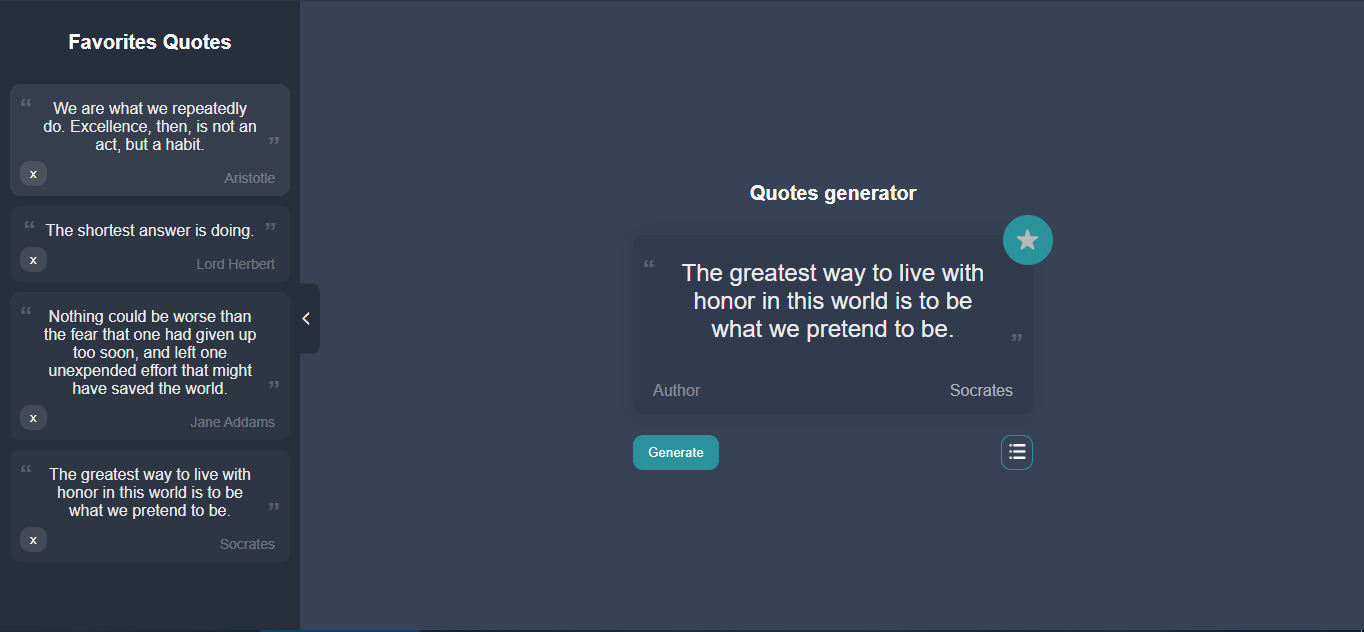 Favorites Quotes
“ We are what we repeatedly
do. Excellence, then, is not an
act, but a habit. ”
x Aristotle
“ The shortest answer is doing. ”
x Lord Herbert
“ Nothing could be worse than
the fear that one had given up
too soon, and left one
unexpended effort that might
have saved the world. ”
x Jane Addams
“ The greatest way to live with
honor in this world is to be
what we pretend to be. ”
x Socrates
Quotes generator
“ The greatest way to live with
honor in this world is to be
what we pretend to be. ”
Author Socrates
Generate